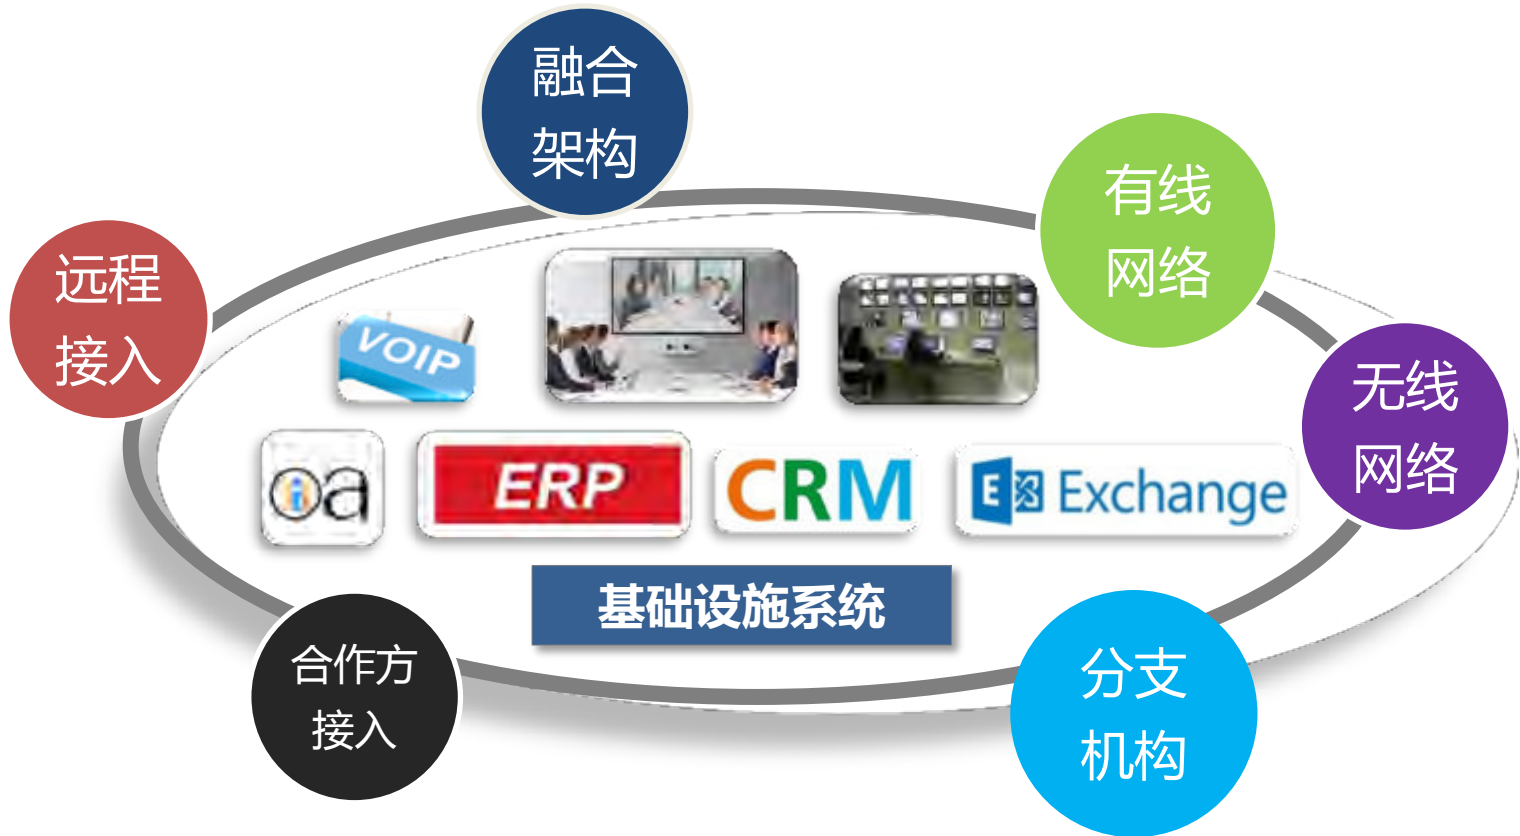 融合
架构
有线
网络
远程
接入
无线
网络
VOIP
oa
ERP
CRM
E Exchange
基础设施系统
合作方
接入
分支
机构